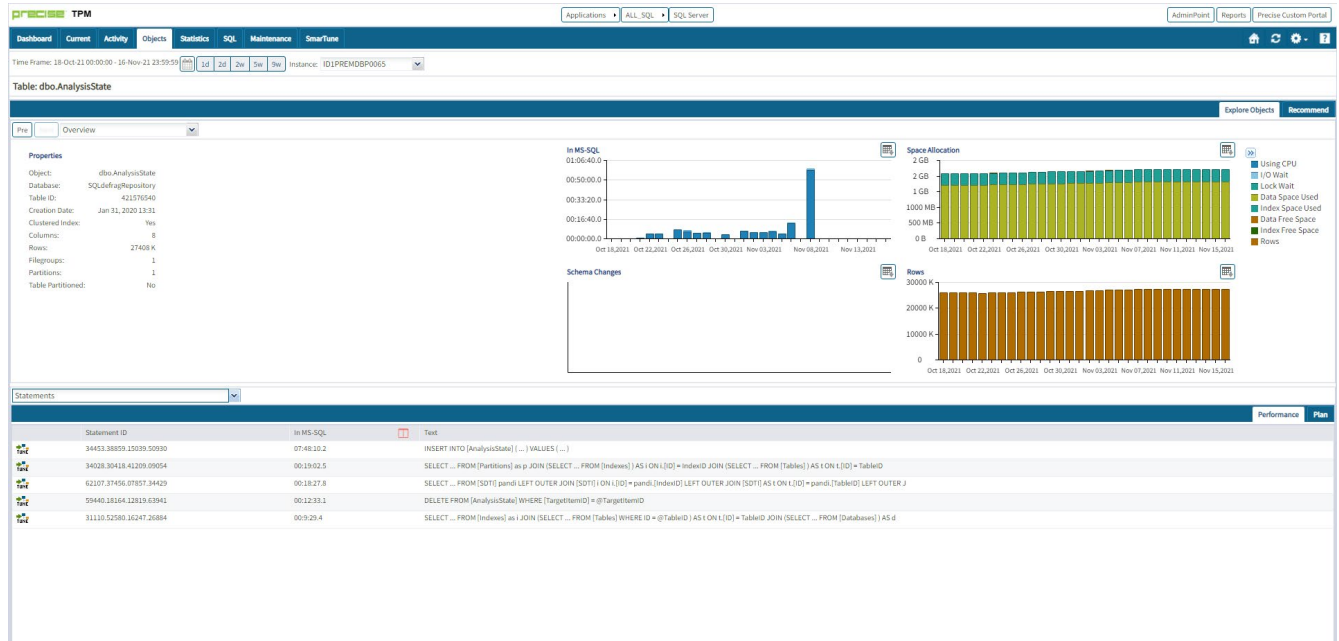 precise TPM
Applications ALL_SQL SQL Server
AdminPoint Reports Precise Custom Portal
Dashboard Current Activity Objects Statistics SQL Maintenance SmarTune
Time Frame: 18-Oct-21 00:00:00 - 16-Nov-21 23:59:59 1d 2d 2w 5w 9w Instance: ID1PREMDBP0065
Table: dbo.AnalysisState
Explore Objects Recommend
Pre Overview
Properties
Object: dbo.AnalysisState
Database: SQLdefragRepository
Table ID: 421576540
Creation Date: Jan 31, 2020 13:31
Clustered Index: Yes
Columns: 8
Rows: 27408 K
Filegroups: 1
Partitions: 1
Table Partitioned: No
In MS-SQL
01:06:40.0
00:50:00.0
00:33:20.0
00:16:40.0
00:00:00.0
Oct 18,2021 Oct 22,2021 Oct 26,2021 Oct 30,2021 Nov 03,2021 Nov 08,2021 Nov 13,2021
Space Allocation
2 GB
2 GB
1 GB
1000 MB
500 MB
0 B
Oct 18,2021 Oct 22,2021 Oct 26,2021 Oct 30,2021 Nov 03,2021 Nov 07,2021 Nov 11,2021 Nov 15,2021
Using CPU
I/O Wait
Lock Wait
Data Space Used
Index Space Used
Data Free Space
Index Free Space
Rows
Schema Changes
Rows
30000 K
20000 K
10000 K
0
Oct 18,2021 Oct 22,2021 Oct 26,2021 Oct 30,2021 Nov 03,2021 Nov 07,2021 Nov 11,2021 Nov 15,2021
Statements
Performance Plan
Statement ID In MS-SQL Text
TUNE 34453.38859.15039.50930 07:48:10.2 INSERT INTO [AnalysisState] ( ... ) VALUES ( ... )
TUNE 34028.30418.41209.09054 00:19:02.5 SELECT ... FROM [Partitions] as p JOIN (SELECT ... FROM [Indexes] ) AS i ON i.[ID] = IndexID JOIN (SELECT ... FROM [Tables] ) AS t ON t.[ID] = TableID
TUNE 62107.37456.07857.34429 00:18:27.8 SELECT ... FROM [SDTI] pandi LEFT OUTER JOIN [SDTI] i ON i.[ID] = pandi.[IndexID] LEFT OUTER JOIN [SDTI] AS t ON t.[ID] = pandi.[TableID] LEFT OUTER J
TUNE 59440.18164.12819.63941 00:12:33.1 DELETE FROM [AnalysisState] WHERE [TargetItemID] = @TargetItemID
TUNE 31110.52580.16247.26884 00:9:29.4 SELECT ... FROM [Indexes] as i JOIN (SELECT ... FROM [Tables] WHERE ID = @TableID ) AS t ON t.[ID] = TableID JOIN (SELECT ... FROM [Databases] ) AS d